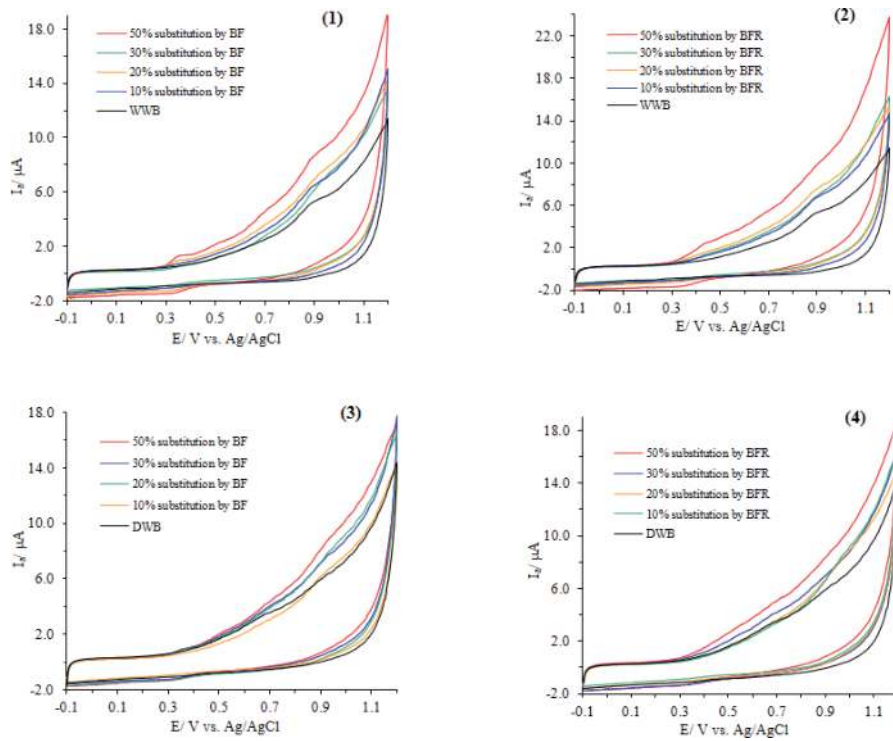 (1)
18.0
14.0
10.0
6.0
2.0
-2.0
Ia/ µA
50% substitution by BF
30% substitution by BF
20% substitution by BF
10% substitution by BF
WWB
-0.1 0.1 0.3 0.5 0.7 0.9 1.1
E/ V vs. Ag/AgCl
(2)
22.0
18.0
14.0
10.0
6.0
2.0
-2.0
Ia/ µA
50% substitution by BFR
30% substitution by BFR
20% substitution by BFR
10% substitution by BFR
WWB
-0.1 0.1 0.3 0.5 0.7 0.9 1.1
E/ V vs. Ag/AgCl
(3)
18.0
14.0
10.0
6.0
2.0
-2.0
Ia/ µA
50% substitution by BF
30% substitution by BF
20% substitution by BF
10% substitution by BF
DWB
-0.1 0.1 0.3 0.5 0.7 0.9 1.1
E/ V vs. Ag/AgCl
(4)
18.0
14.0
10.0
6.0
2.0
-2.0
Ia/ µA
50% substitution by BFR
30% substitution by BFR
20% substitution by BFR
10% substitution by BFR
DWB
-0.1 0.1 0.3 0.5 0.7 0.9 1.1
E/ V vs. Ag/AgCl